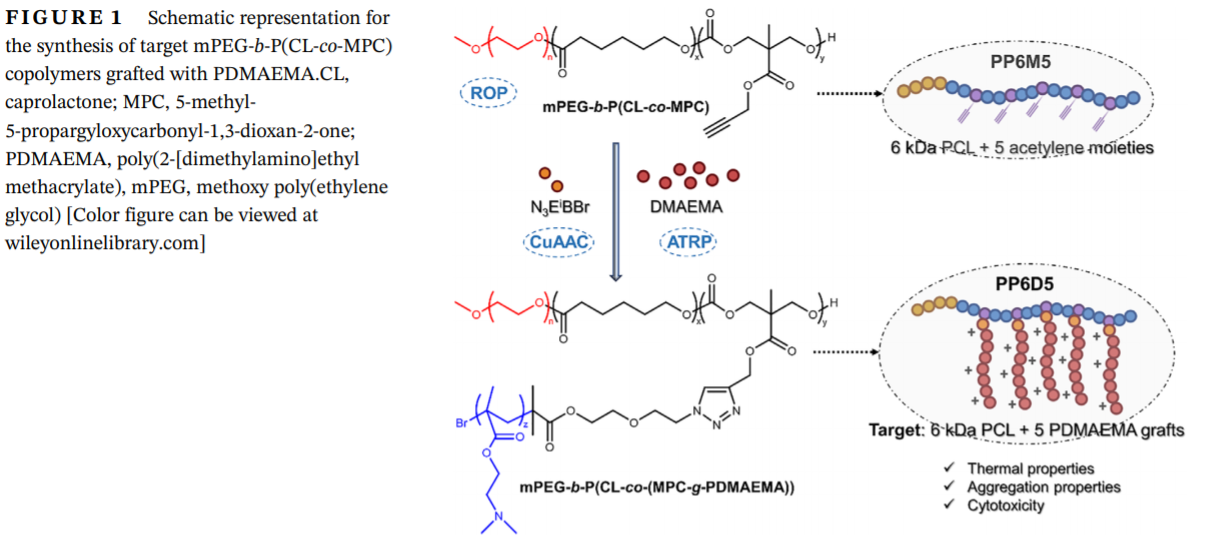 FIGURE 1 Schematic representation for
the synthesis of target mPEG-b-P(CL-co-MPC)
copolymers grafted with PDMAEMA.CL,
caprolactone; MPC, 5-methyl-
5-propargyloxycarbonyl-1,3-dioxan-2-one;
PDMAEMA, poly(2-[dimethylamino]ethyl
methacrylate), mPEG, methoxy poly(ethylene
glycol) [Color figure can be viewed at
wileyonlinelibrary.com]
O O n O O x O O O y H
O O
ROP
mPEG-b-P(CL-co-MPC)
PP6M5
6 kDa PCL + 5 acetylene moieties
N3EiBBr
DMAEMA
CuAAC
ATRP
O O n O O x O O O y H
O O
Br z O O O O O N N N
N
mPEG-b-P(CL-co-(MPC-g-PDMAEMA))
PP6D5
+ + + + + + + + + + + +
Target: 6 kDa PCL + 5 PDMAEMA grafts
✓ Thermal properties
✓ Aggregation properties
✓ Cytotoxicity